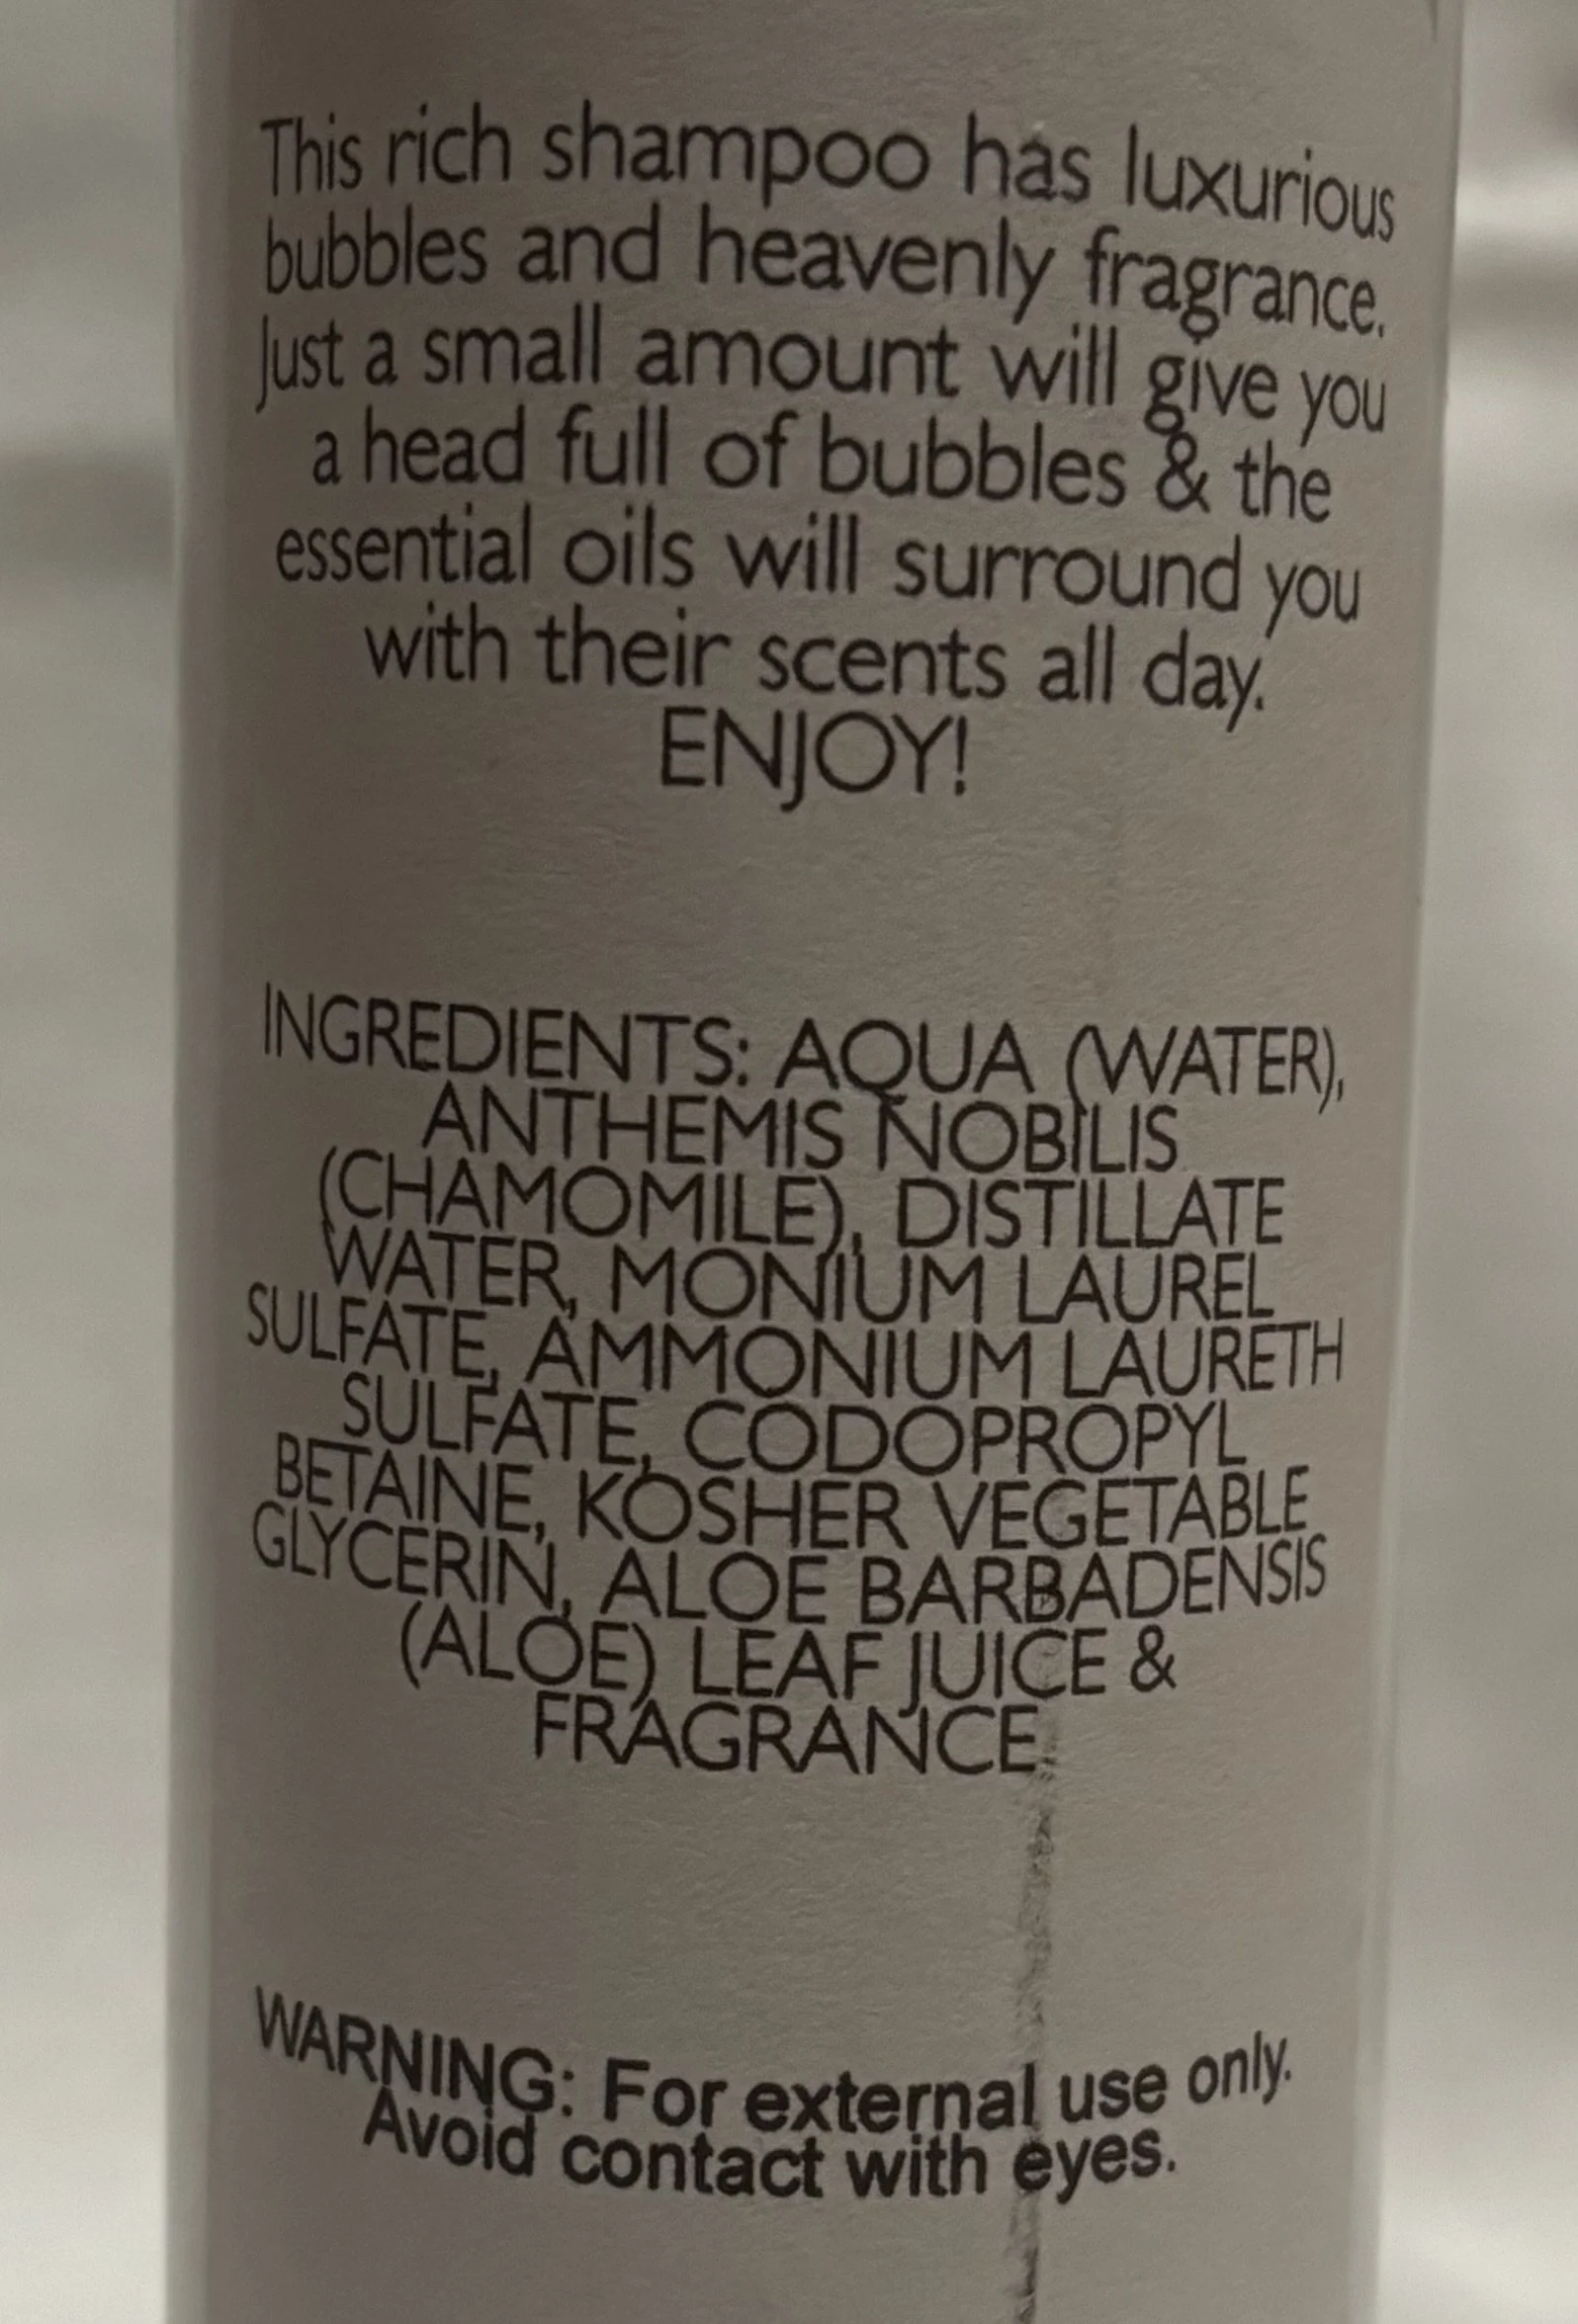 This rich shampoo has luxurious
bubbles and heavenly fragrance.
Just a small amount will give you
a head full of bubbles & the
essential oils will surround you
with their scents all day.
ENJOY!
INGREDIENTS: AQUA (WATER),
ANTHEMIS NOBILIS
(CHAMOMILE), DISTILLATE
WATER, MONIUM LAUREL
SULFATE, AMMONIUM LAURETH
SULFATE, CODOPROPYL
BETAINE, KOSHER VEGETABLE
GLYCERIN, ALOE BARBADENSIS
(ALOE) LEAF JUICE &
FRAGRANCE
WARNING: For external use only.
Avoid contact with eyes.